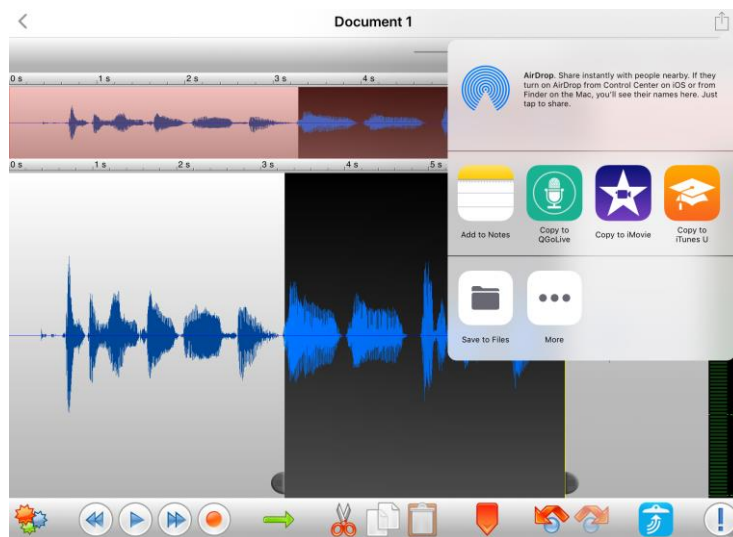 Document 1
0 s 1 s 2 s 3 s 4 s
AirDrop. Share instantly with people nearby. If they
turn on AirDrop from Control Center on iOS or from
Finder on the Mac, you'll see their names here. Just
tap to share.
0 s 1 s 2 s 3 s 4 s 5 s
Add to Notes
Copy to
QGoLive
Copy to iMovie
Copy to
iTunes U
Save to Files
More